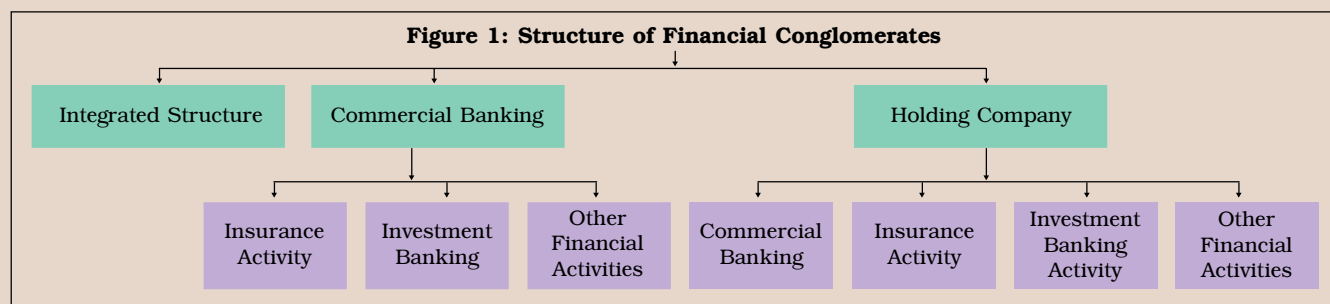 Figure 1: Structure of Financial Conglomerates
Integrated Structure
Commercial Banking
Holding Company
Insurance
Activity
Investment
Banking
Other
Financial
Activities
Commercial
Banking
Insurance
Activity
Investment
Banking
Activity
Other
Financial
Activities